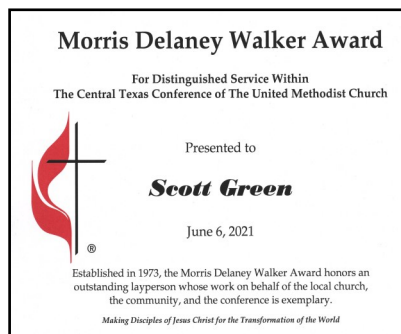 Morris Delaney Walker Award
For Distinguished Service Within
The Central Texas Conference of The United Methodist Church
Presented to
Scott Green
June 6, 2021
®
Established in 1973, the Morris Delaney Walker Award honors an
outstanding layperson whose work on behalf of the local church,
the community, and the conference is exemplary.
Making Disciples of Jesus Christ for the Transformation of the World